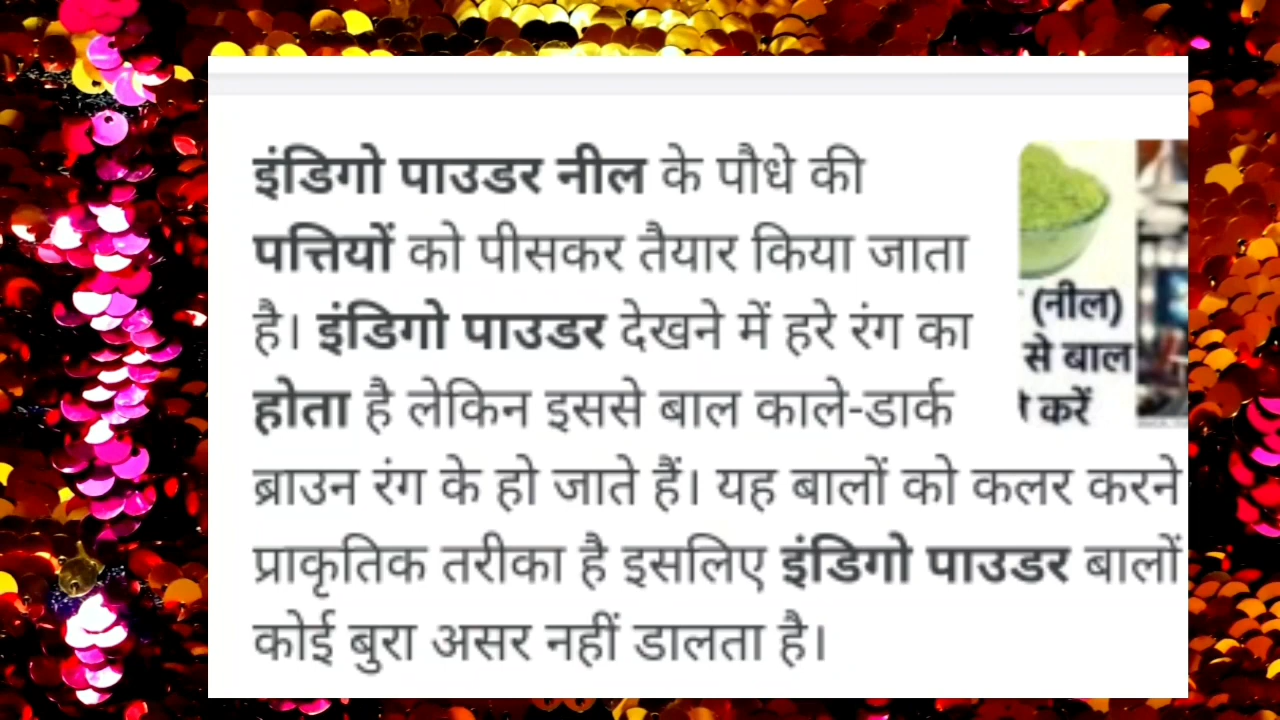 इंडिगो पाउडर नील के पौधे की
पत्तियों को पीसकर तैयार किया जाता
है। इंडिगो पाउडर देखने में हरे रंग का
होता है लेकिन इससे बाल काले-डार्क
ब्राउन रंग के हो जाते हैं। यह बालों को कलर करने
प्राकृतिक तरीका है इसलिए इंडिगो पाउडर बालों
कोई बुरा असर नहीं डालता है।
(नील)
से बाल
करें